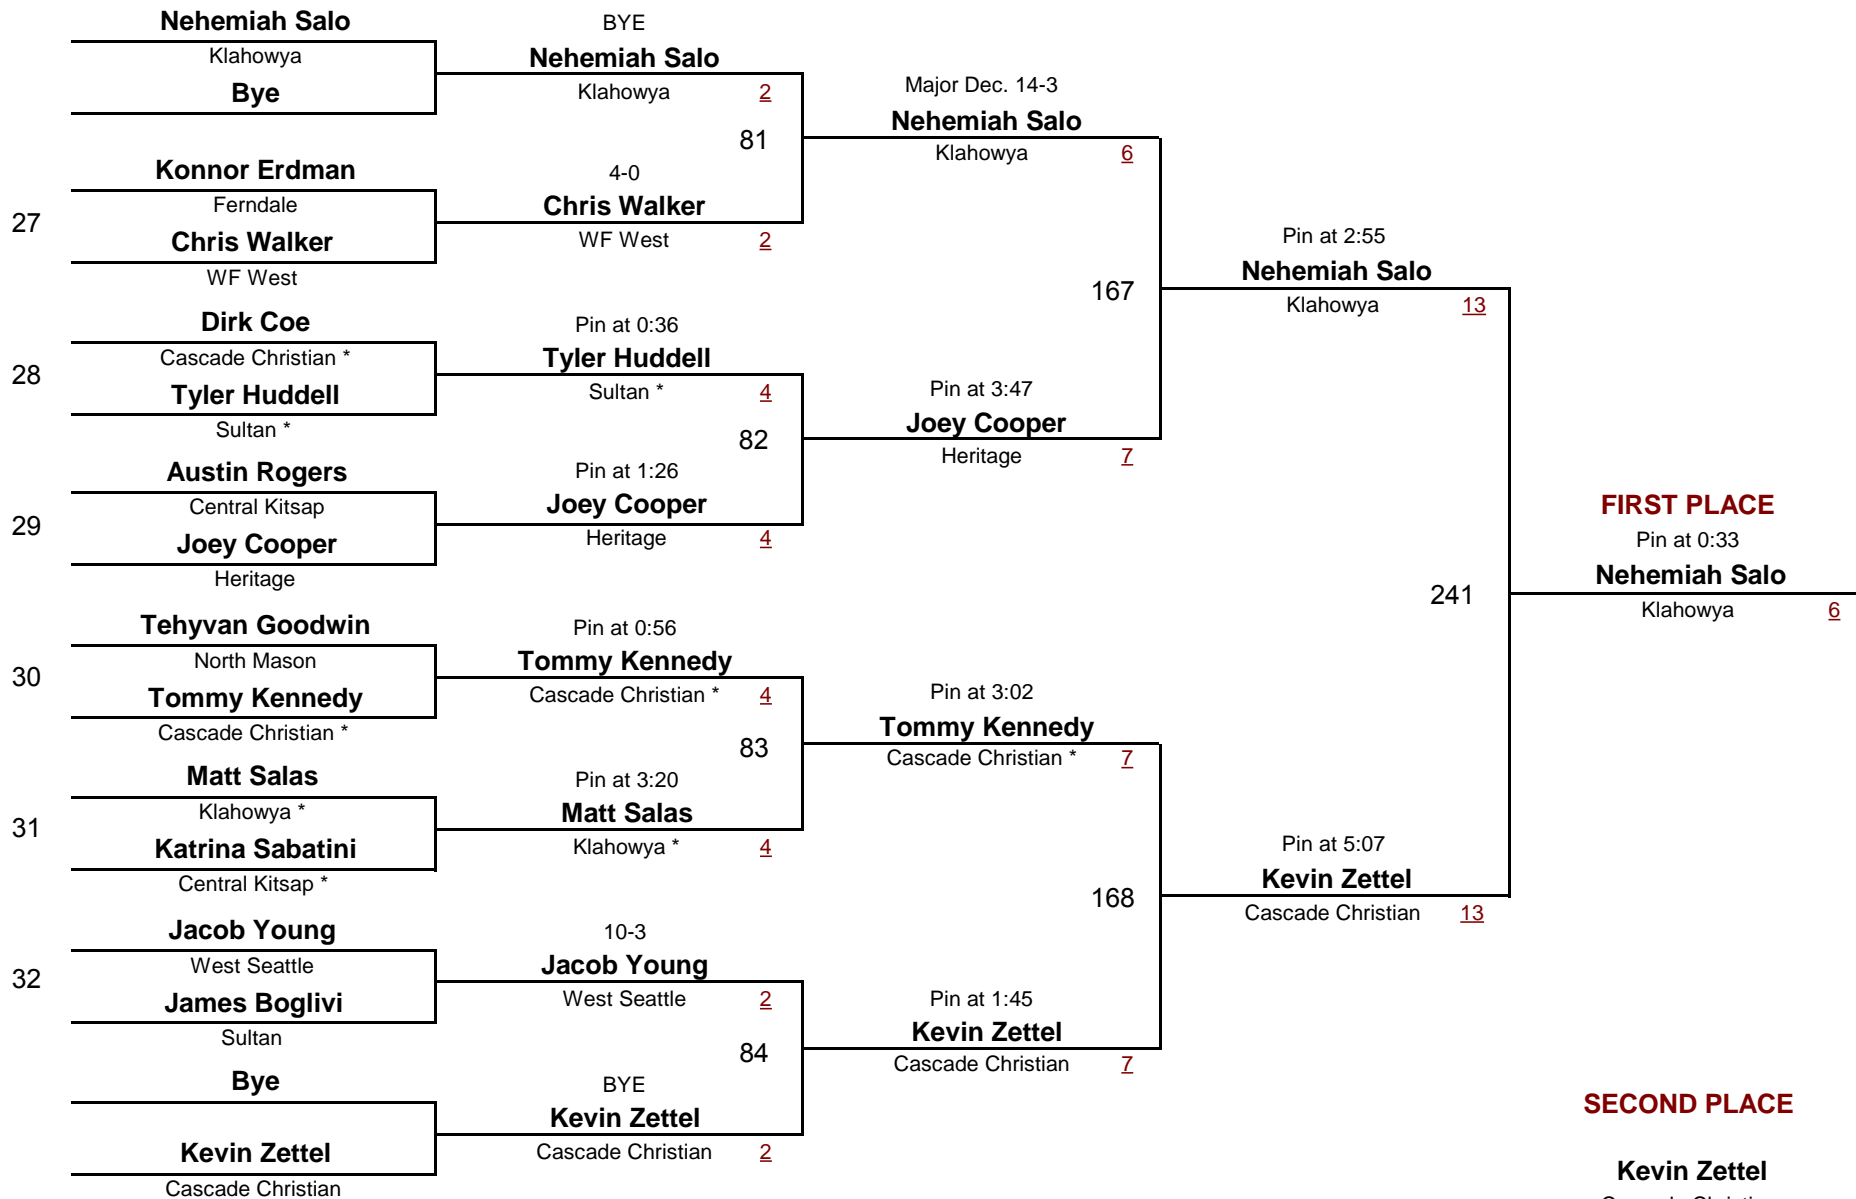 Nehemiah Salo
Klahowya
Bye
27
Konnor Erdman
Ferndale
Chris Walker
WF West
28
Dirk Coe
Cascade Christian *
Tyler Huddell
Sultan *
29
Austin Rogers
Central Kitsap
Joey Cooper
Heritage
30
Tehyvan Goodwin
North Mason
Tommy Kennedy
Cascade Christian *
31
Matt Salas
Klahowya *
Katrina Sabatini
Central Kitsap *
32
Jacob Young
West Seattle
James Boglivi
Sultan
Bye
Kevin Zettel
Cascade Christian
BYE
Nehemiah Salo
Klahowya 2
81
4-0
Chris Walker
WF West 2
Pin at 0:36
Tyler Huddell
Sultan * 4
82
Pin at 1:26
Joey Cooper
Heritage 4
Pin at 0:56
Tommy Kennedy
Cascade Christian * 4
83
Pin at 3:20
Matt Salas
Klahowya * 4
10-3
Jacob Young
West Seattle 2
84
BYE
Kevin Zettel
Cascade Christian 2
Major Dec. 14-3
Nehemiah Salo
Klahowya 6
167
Pin at 3:47
Joey Cooper
Heritage 7
Pin at 3:02
Tommy Kennedy
Cascade Christian * 7
168
Pin at 1:45
Kevin Zettel
Cascade Christian 7
Pin at 2:55
Nehemiah Salo
Klahowya 13
241
Pin at 5:07
Kevin Zettel
Cascade Christian 13
FIRST PLACE
Pin at 0:33
Nehemiah Salo
Klahowya 6
SECOND PLACE
Kevin Zettel
Cascade Christian